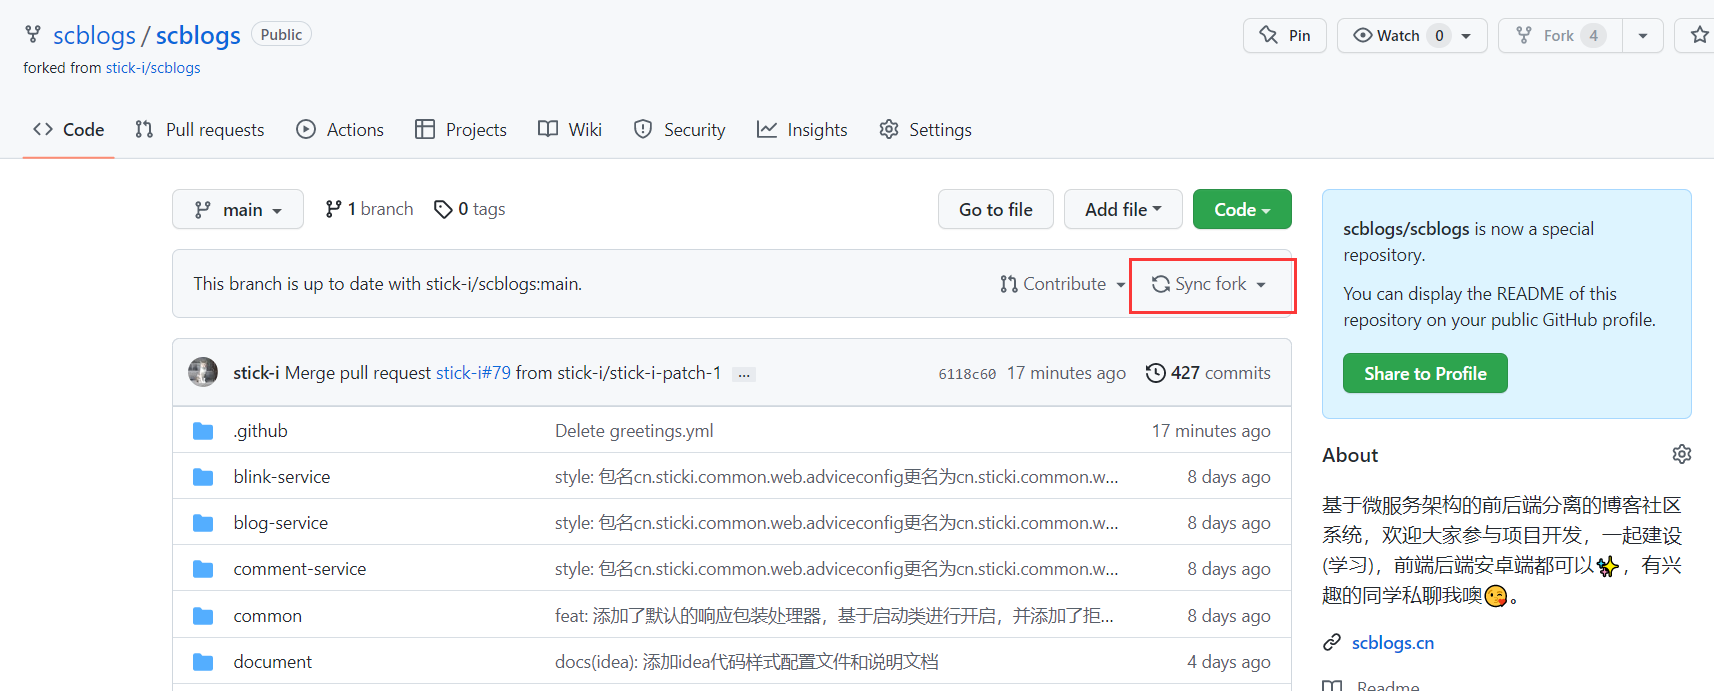 scblogs / scblogs Public
Pin
Watch 0
Fork 4
forked from stick-i/scblogs
Code
Pull requests
Actions
Projects
Wiki
Security
Insights
Settings
main
1 branch
0 tags
Go to file
Add file
Code
This branch is up to date with stick-i/scblogs:main.
Contribute
Sync fork
stick-i Merge pull request stick-i#79 from stick-i/stick-i-patch-1 ...
6118c60 17 minutes ago
427 commits
.github
Delete greetings.yml
17 minutes ago
blink-service
style: 包名cn.sticki.common.web.adviceconfig更名为cn.sticki.common.w...
8 days ago
blog-service
style: 包名cn.sticki.common.web.adviceconfig更名为cn.sticki.common.w...
8 days ago
comment-service
style: 包名cn.sticki.common.web.adviceconfig更名为cn.sticki.common.w...
8 days ago
common
feat: 添加了默认的响应包装处理器，基于启动类进行开启，并添加了拒...
8 days ago
document
docs(idea): 添加idea代码样式配置文件和说明文档
4 days ago
scblogs/scblogs is now a special
repository.
You can display the README of this
repository on your public GitHub profile.
Share to Profile
About
基于微服务架构的前后端分离的博客社区
系统，欢迎大家参与项目开发，一起建设
(学习)，前端后端安卓端都可以✨，有兴
趣的同学私聊我噢😘。
scblogs.cn
Readme